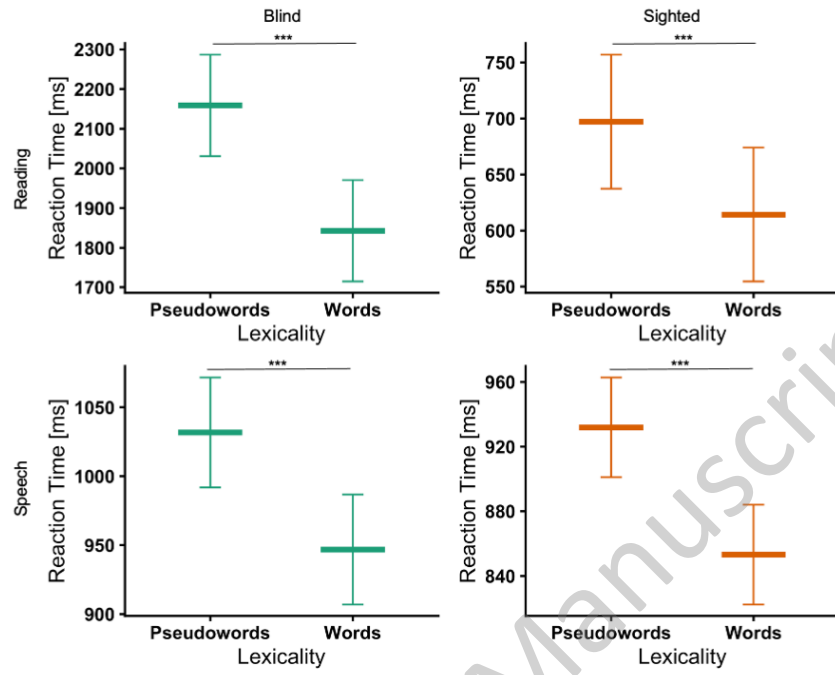 Blind
Sighted
Reading
Reaction Time [ms]
2300
2200
2100
2000
1900
1800
1700
***
Pseudowords Words
Lexicality
Reaction Time [ms]
750
700
650
600
550
***
Pseudowords Words
Lexicality
Speech
Reaction Time [ms]
1050
1000
950
900
***
Pseudowords Words
Lexicality
Reaction Time [ms]
960
920
880
840
***
Pseudowords Words
Lexicality